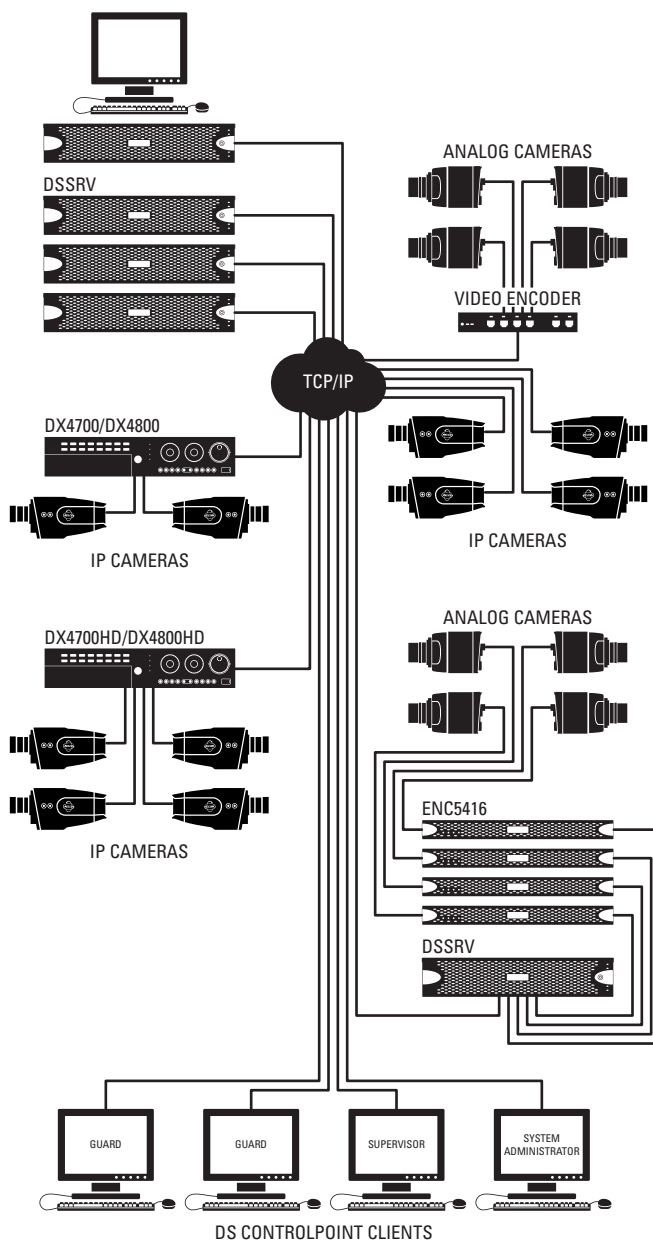 DSSRV
ANALOG CAMERAS
VIDEO ENCODER
TCP/IP
DX4700/DX4800
IP CAMERAS
IP CAMERAS
DX4700HD/DX4800HD
IP CAMERAS
ANALOG CAMERAS
ENC5416
DSSRV
GUARD
GUARD
SUPERVISOR
SYSTEM
ADMINISTRATOR
DS CONTROLPOINT CLIENTS